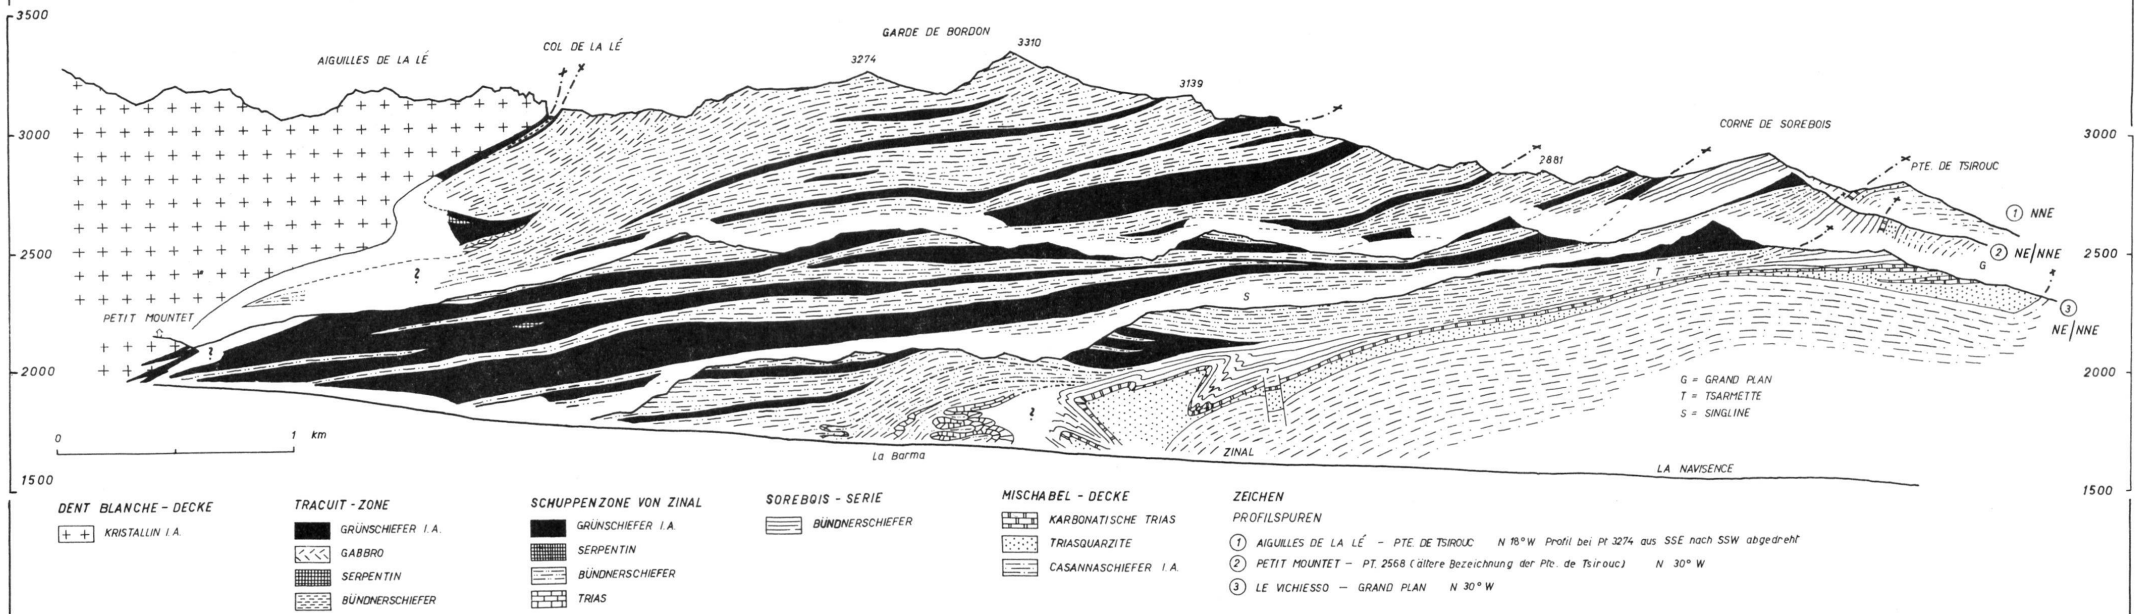 3500
GARDE DE BORDON
3310
AIGUILLES DE LA LÉ
COL DE LA LÉ
3274
3139
3000
CORNE DE SOREBOIS
3000
2881
PTE. DE TSIROUC
1 NNE
2500
?
2 NE/NNE
2500
T
G
S
PETIT MOUNTET
?
3
NE/NNE
2000
2000
G = GRAND PLAN
T = TSARMETTE
S = SINGLINE
?
0 1 km
La Barma
ZINAL
LA NAVISENCE
1500
1500
DENT BLANCHE - DECKE
KRISTALLIN I.A.
TRACUIT - ZONE
GRÜNSCHIEFER I.A.
GABBRO
SERPENTIN
BÜNDNERSCHIEFER
SCHUPPENZONE VON ZINAL
GRÜNSCHIEFER I.A.
SERPENTIN
BÜNDNERSCHIEFER
TRIAS
SOREBOIS - SERIE
BÜNDNERSCHIEFER
MISCHABEL - DECKE
KARBONATISCHE TRIAS
TRIASQUARZITE
CASANNASCHIEFER I.A.
ZEICHEN
PROFILSPUREN
1 AIGUILLES DE LA LÉ - PTE. DE TSIROUC N 18° W Profil bei Pt 3274 aus SSE nach SSW abgedreht
2 PETIT MOUNTET - PT. 2568 (ältere Bezeichnung der Pte. de Tsirouc) N 30° W
3 LE VICHIESSO - GRAND PLAN N 30° W